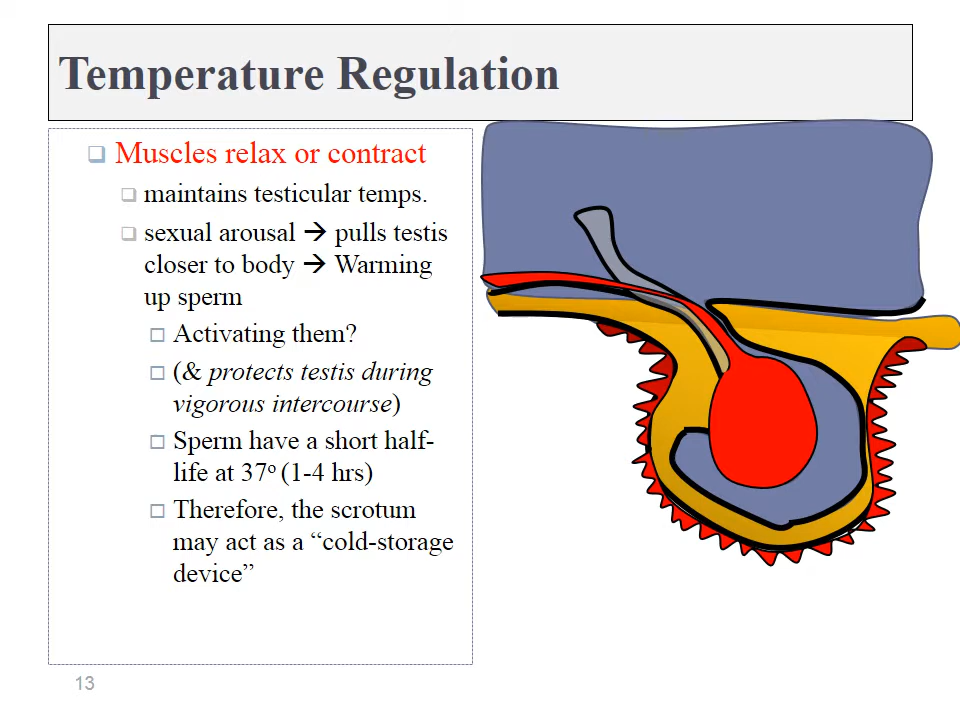 Temperature Regulation
Muscles relax or contract
maintains testicular temps.
sexual arousal → pulls testis
closer to body → Warming
up sperm
Activating them?
(& protects testis during
vigorous intercourse)
Sperm have a short half-
life at 37º (1-4 hrs)
Therefore, the scrotum
may act as a “cold-storage
device”
13